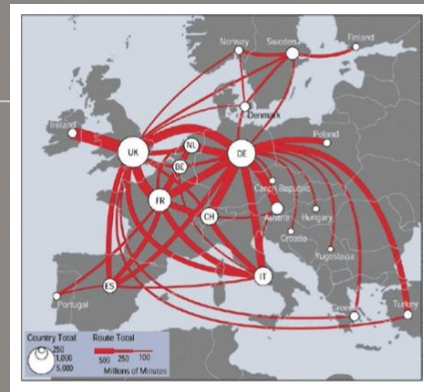 Norway
Sweden
Finland
Denmark
Ireland
UK
NL
BE
DE
Poland
Czech Republic
FR
CH
Austria
Hungary
Croatia
Yugoslavia
IT
ES
Portugal
Greece
Turkey
Country Total
Route Total
250
1,000
5,000
500 250 100
Millions of Minutes